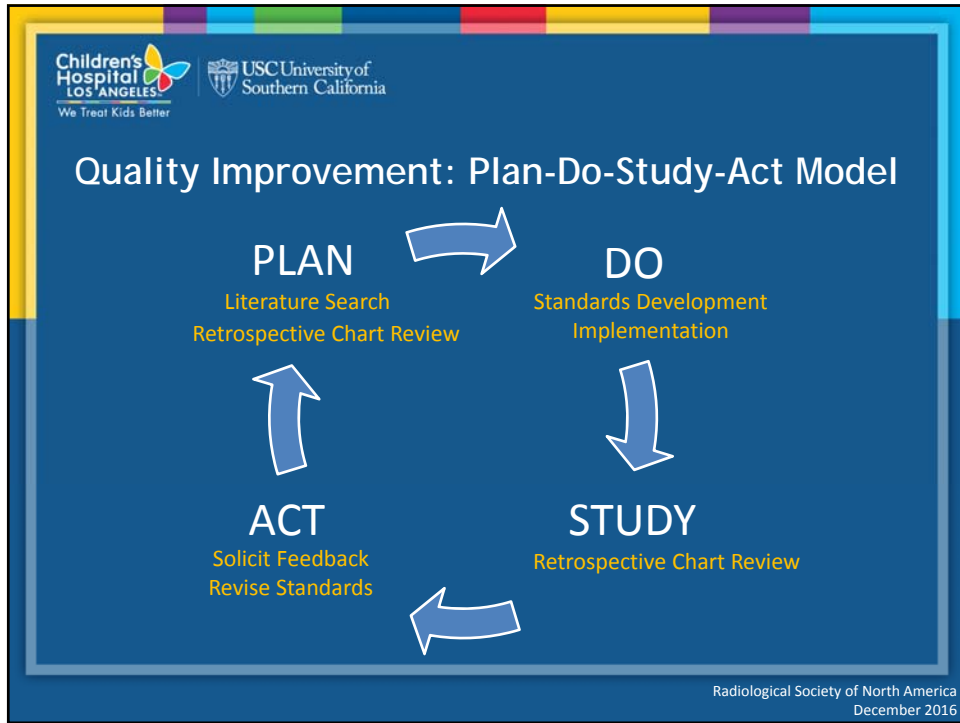 Children's
Hospital
LOS ANGELES
We Treat Kids Better
USC University of
Southern California
Quality Improvement: Plan-Do-Study-Act Model
PLAN
Literature Search
Retrospective Chart Review
DO
Standards Development
Implementation
ACT
Solicit Feedback
Revise Standards
STUDY
Retrospective Chart Review
Radiological Society of North America
December 2016